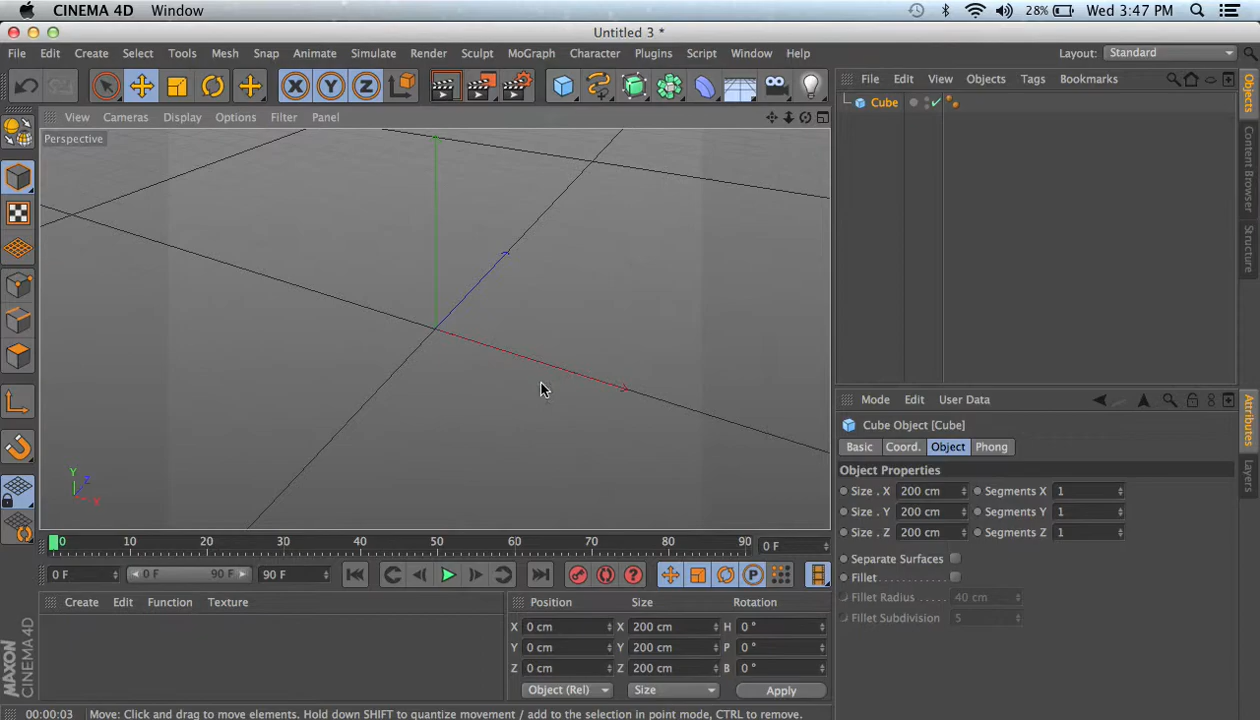 CINEMA 4D Window 28% Wed 3:47 PM
Untitled 3 *
File Edit Create Select Tools Mesh Snap Animate Simulate Render Sculpt MoGraph Character Plugins Script Window Help Layout: Standard
X Y Z
File Edit View Objects Tags Bookmarks
View Cameras Display Options Filter Panel
Perspective
Cube
Objects
Content Browser
Structure
Mode Edit User Data
Cube Object [Cube]
Basic Coord. Object Phong
Object Properties
Size . X 200 cm Segments X 1
Size . Y 200 cm Segments Y 1
Size . Z 200 cm Segments Z 1
Separate Surfaces
Fillet
Fillet Radius 40 cm
Fillet Subdivision 5
Attributes
Layers
Y Z X
0 10 20 30 40 50 60 70 80 90 0 F
0 F 0 F 90 F 90 F P
Create Edit Function Texture
Position Size Rotation
X 0 cm X 200 cm H 0 °
Y 0 cm Y 200 cm P 0 °
Z 0 cm Z 200 cm B 0 °
Object (Rel) Size Apply
MAXON CINEMA 4D
00:00:03 Move: Click and drag to move elements. Hold down SHIFT to quantize movement / add to the selection in point mode, CTRL to remove.